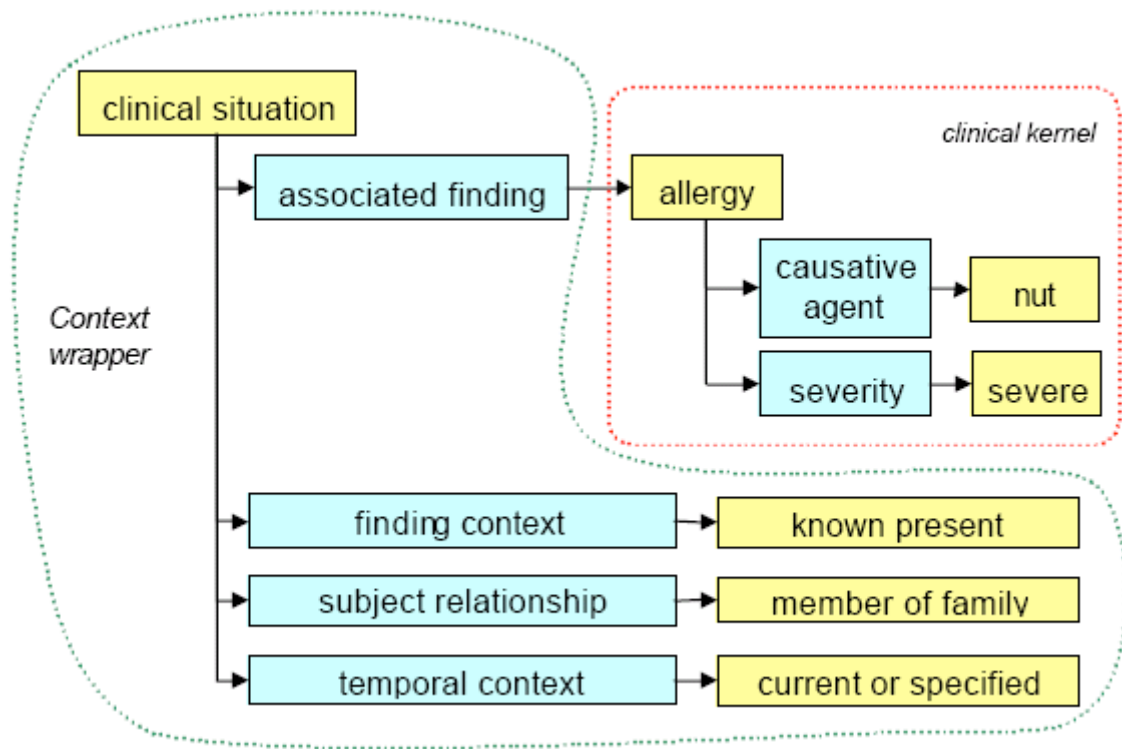 clinical situation
clinical kernel
associated finding
allergy
causative
agent
nut
Context
wrapper
severity
severe
finding context
known present
subject relationship
member of family
temporal context
current or specified